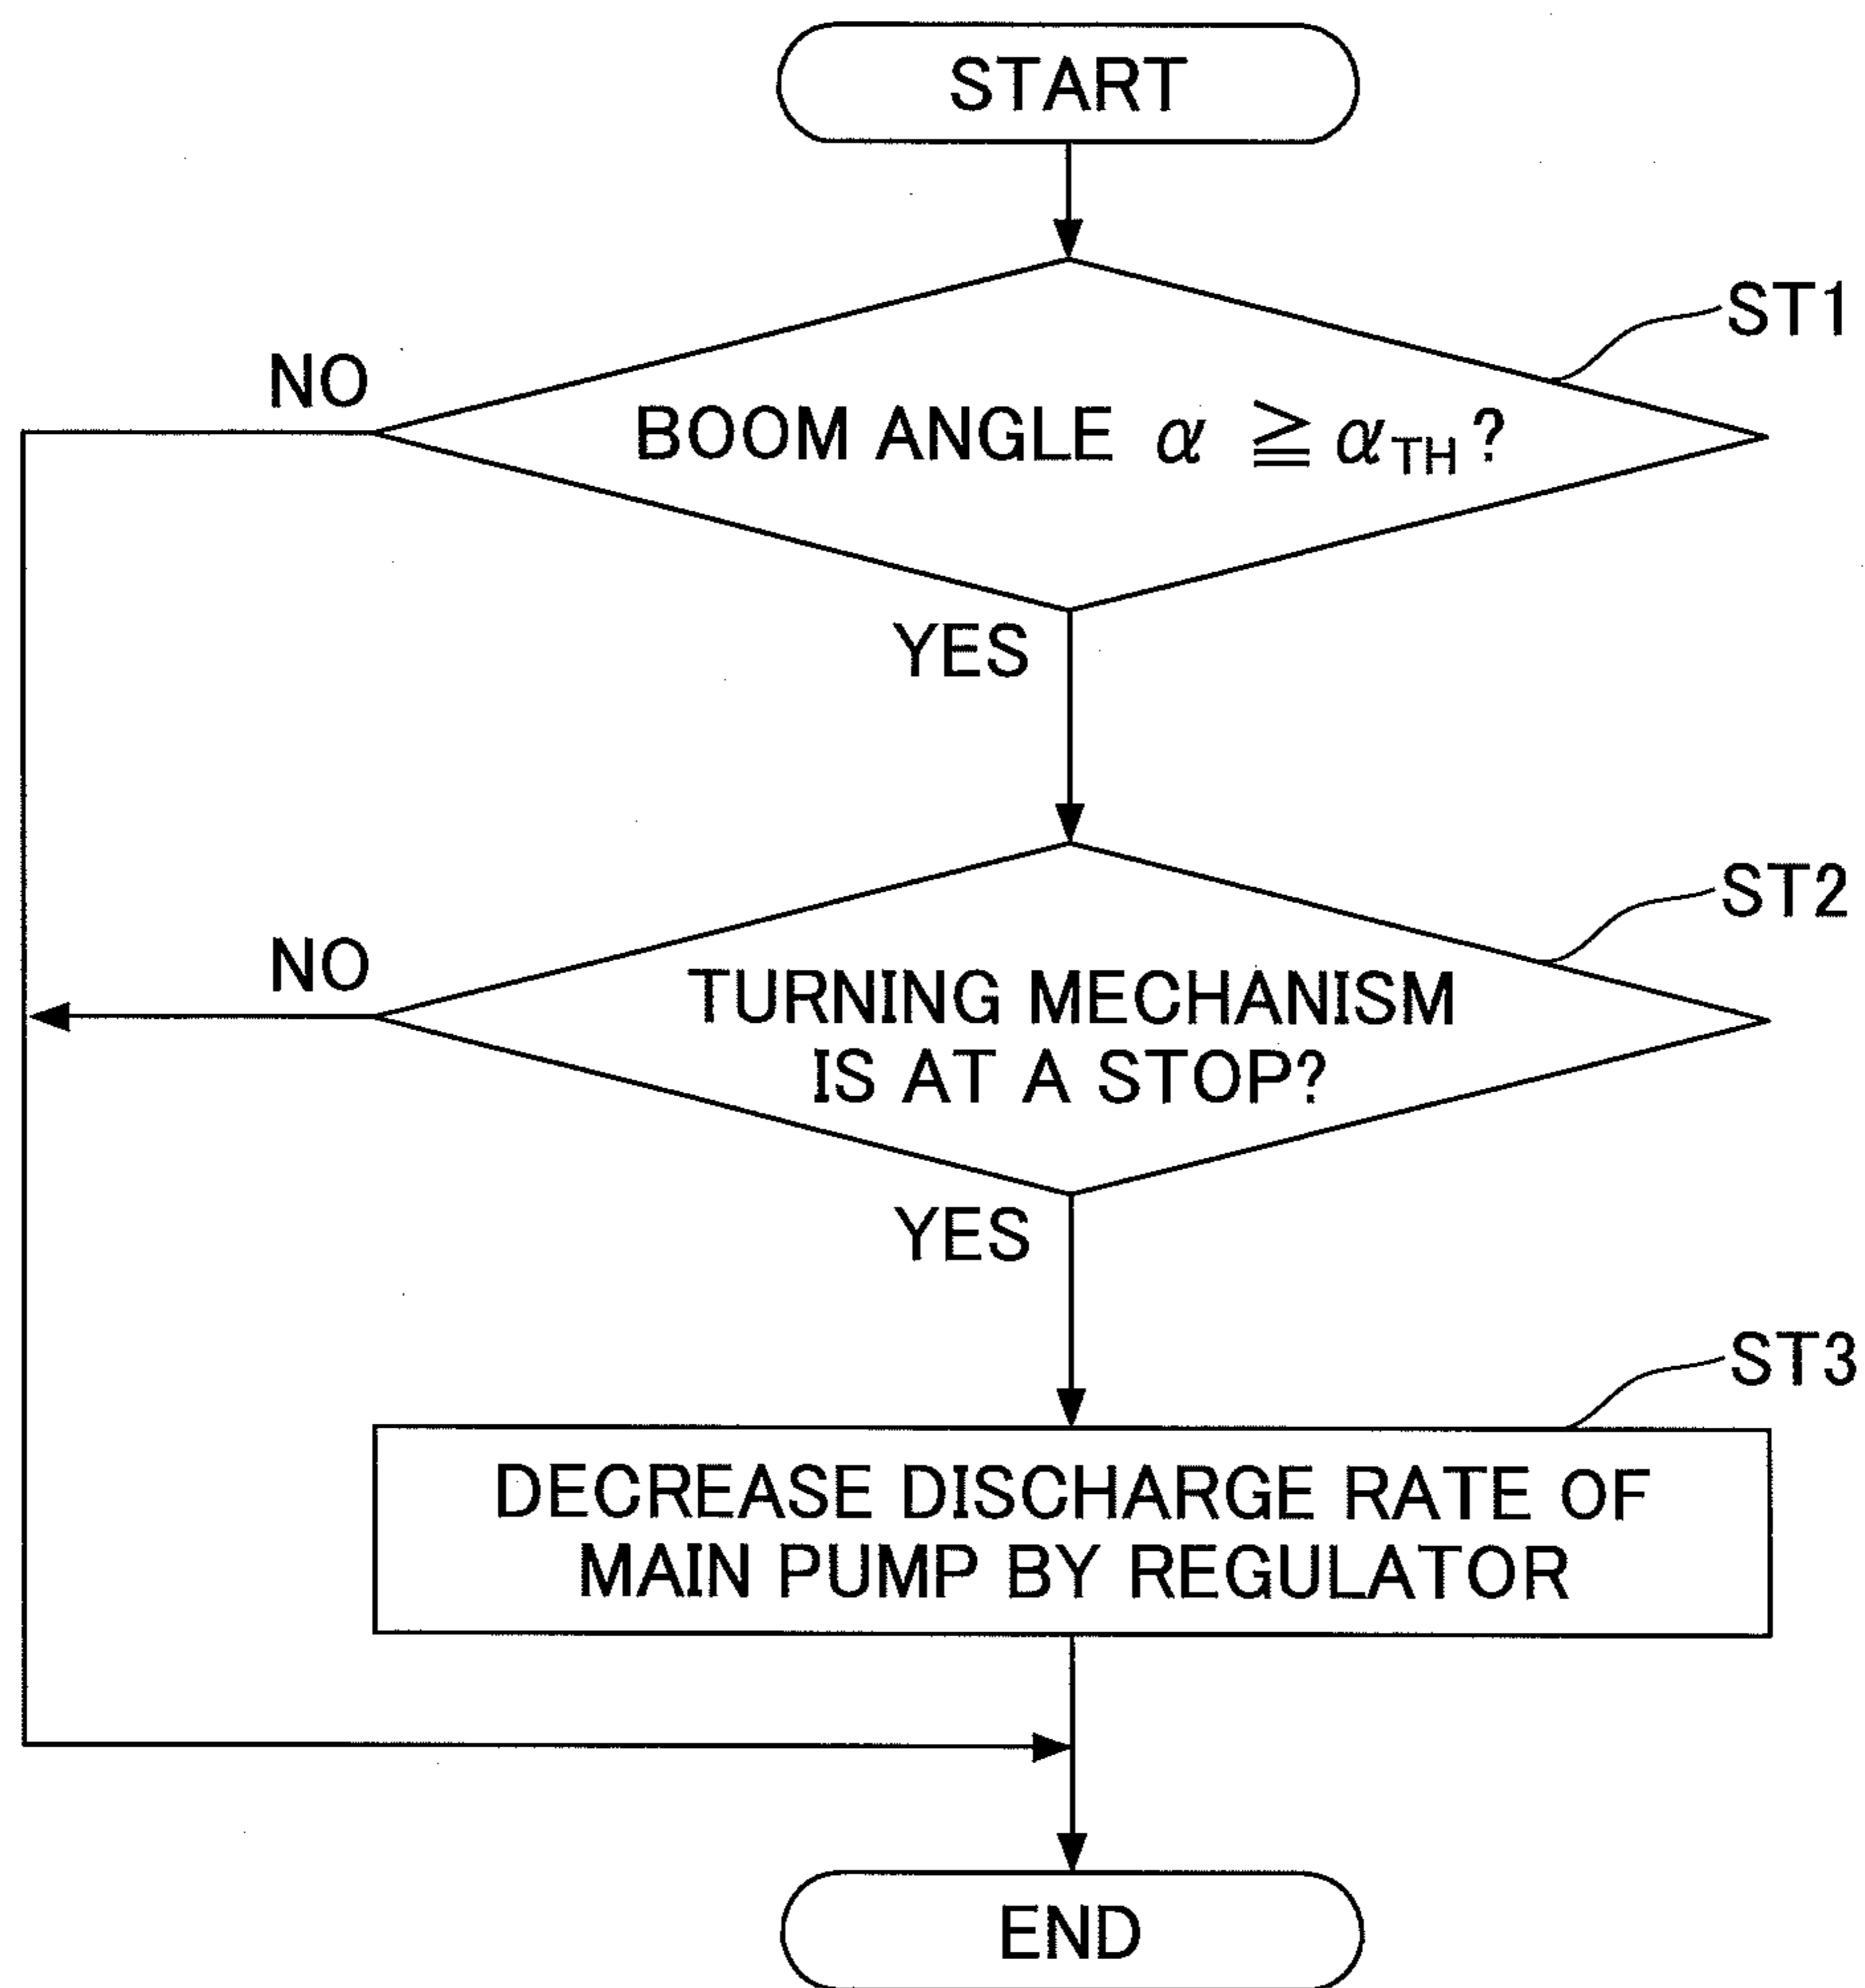 START
ST1
NO
BOOM ANGLE α ≧ αTH?
YES
ST2
NO
TURNING MECHANISM
IS AT A STOP?
YES
ST3
DECREASE DISCHARGE RATE OF
MAIN PUMP BY REGULATOR
END